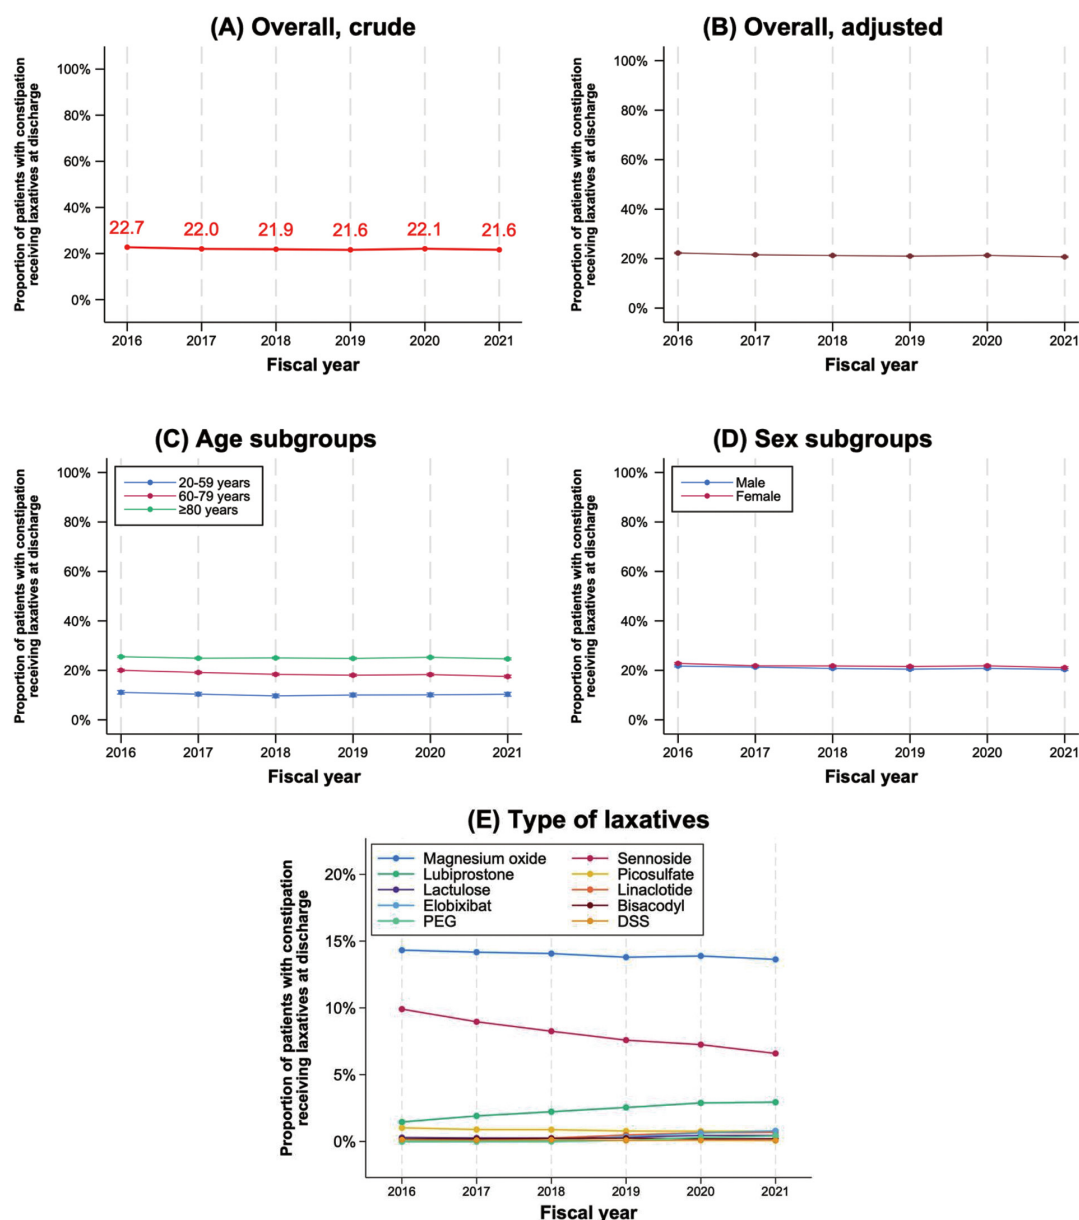 (A) Overall, crude
Proportion of patients with constipation
receiving laxatives at discharge
100%
80%
60%
40%
20%
0%
22.7 22.0 21.9 21.6 22.1 21.6
2016 2017 2018 2019 2020 2021
Fiscal year
(B) Overall, adjusted
Proportion of patients with constipation
receiving laxatives at discharge
100%
80%
60%
40%
20%
0%
2016 2017 2018 2019 2020 2021
Fiscal year
(C) Age subgroups
Proportion of patients with constipation
receiving laxatives at discharge
100%
80%
60%
40%
20%
0%
20-59 years
60-79 years
≥80 years
2016 2017 2018 2019 2020 2021
Fiscal year
(D) Sex subgroups
Proportion of patients with constipation
receiving laxatives at discharge
100%
80%
60%
40%
20%
0%
Male
Female
2016 2017 2018 2019 2020 2021
Fiscal year
(E) Type of laxatives
Proportion of patients with constipation
receiving laxatives at discharge
20%
15%
10%
5%
0%
Magnesium oxide Sennoside
Lubiprostone Picosulfate
Lactulose Linaclotide
Elobixibat Bisacodyl
PEG DSS
2016 2017 2018 2019 2020 2021
Fiscal year